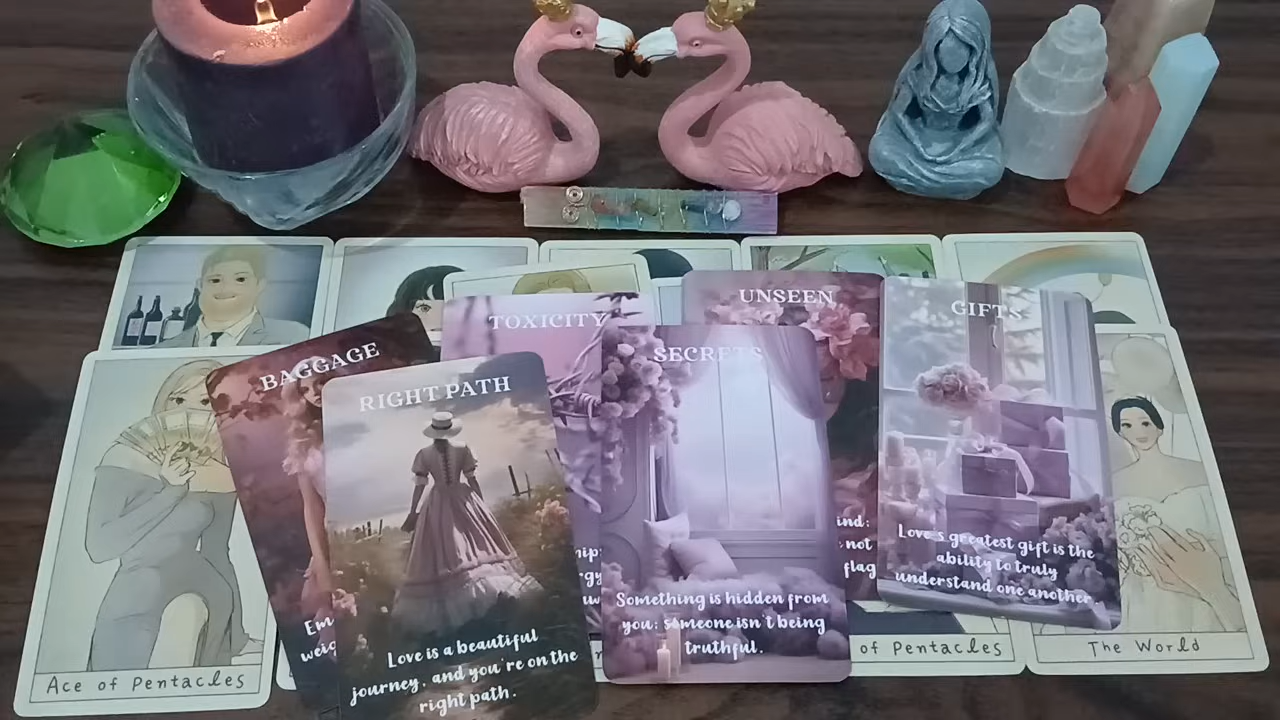 BAGGAGE
RIGHT PATH
Love is a beautiful
journey, and you're on the
right path.
TOXICITY
SECRETS
Something is hidden from
you: someone isn't being
truthful.
UNSEEN
not
flag
GIFTS
Love's greatest gift is the
ability to truly
understand one another.
Ace of Pentacles
of Pentacles
The World